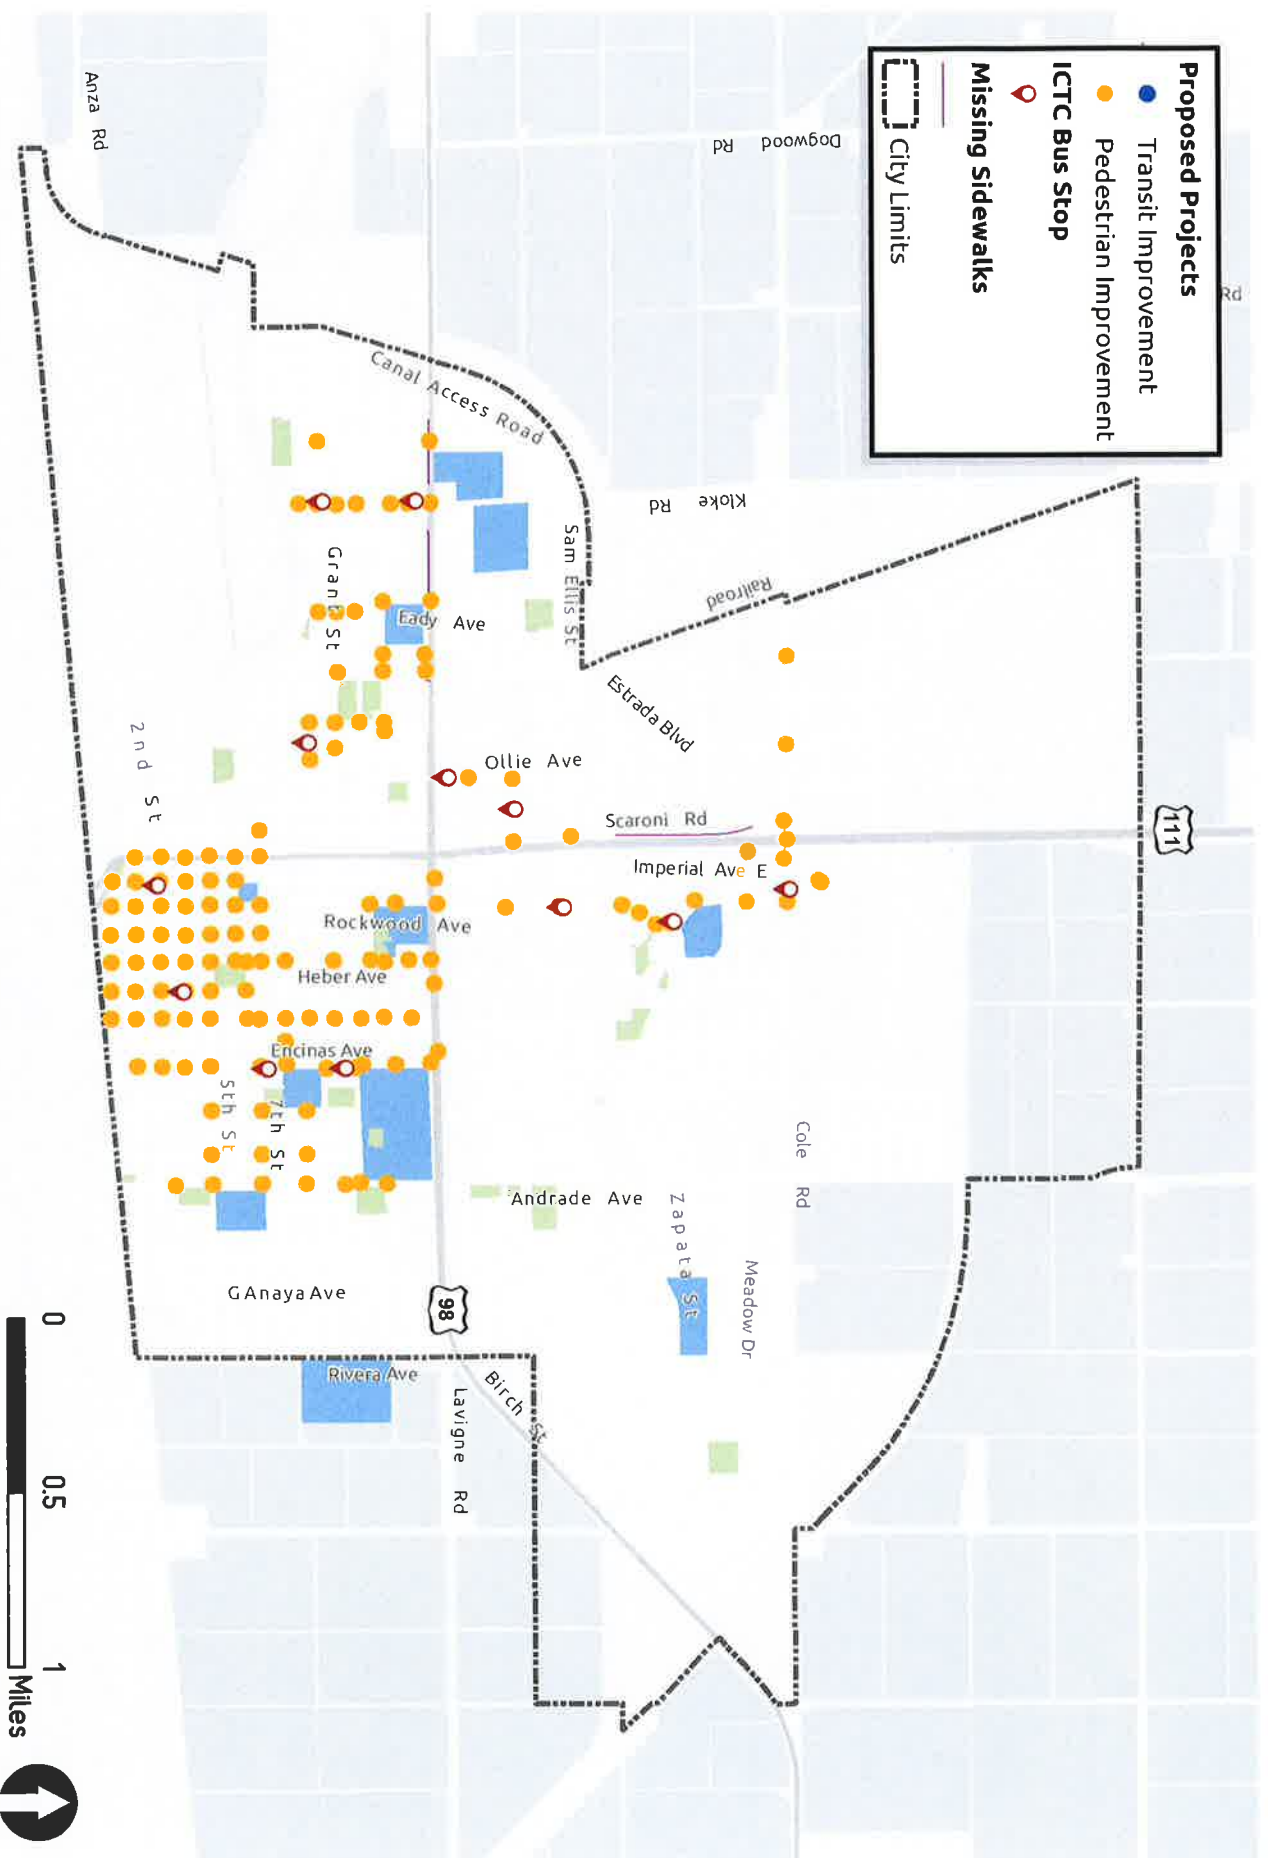 Proposed Projects
Transit Improvement
Pedestrian Improvement
ICTC Bus Stop
Missing Sidewalks
City Limits
Rd
111
Dogwood Rd
Kloke Rd
Railroad
Cole Rd
Meadow Dr
Zapata St
Imperial Ave E
Scaroni Rd
Estrada Blvd
Sam Ellis St
Canal Access Road
Ollie Ave
Andrade Ave
Eady Ave
98
Birch St
Lavigne Rd
Rockwood Ave
Heber Ave
Encinas Ave
Grant St
Rivera Ave
G Anaya Ave
7th St
5th St
2nd St
Anza Rd
0 0.5 1 Miles